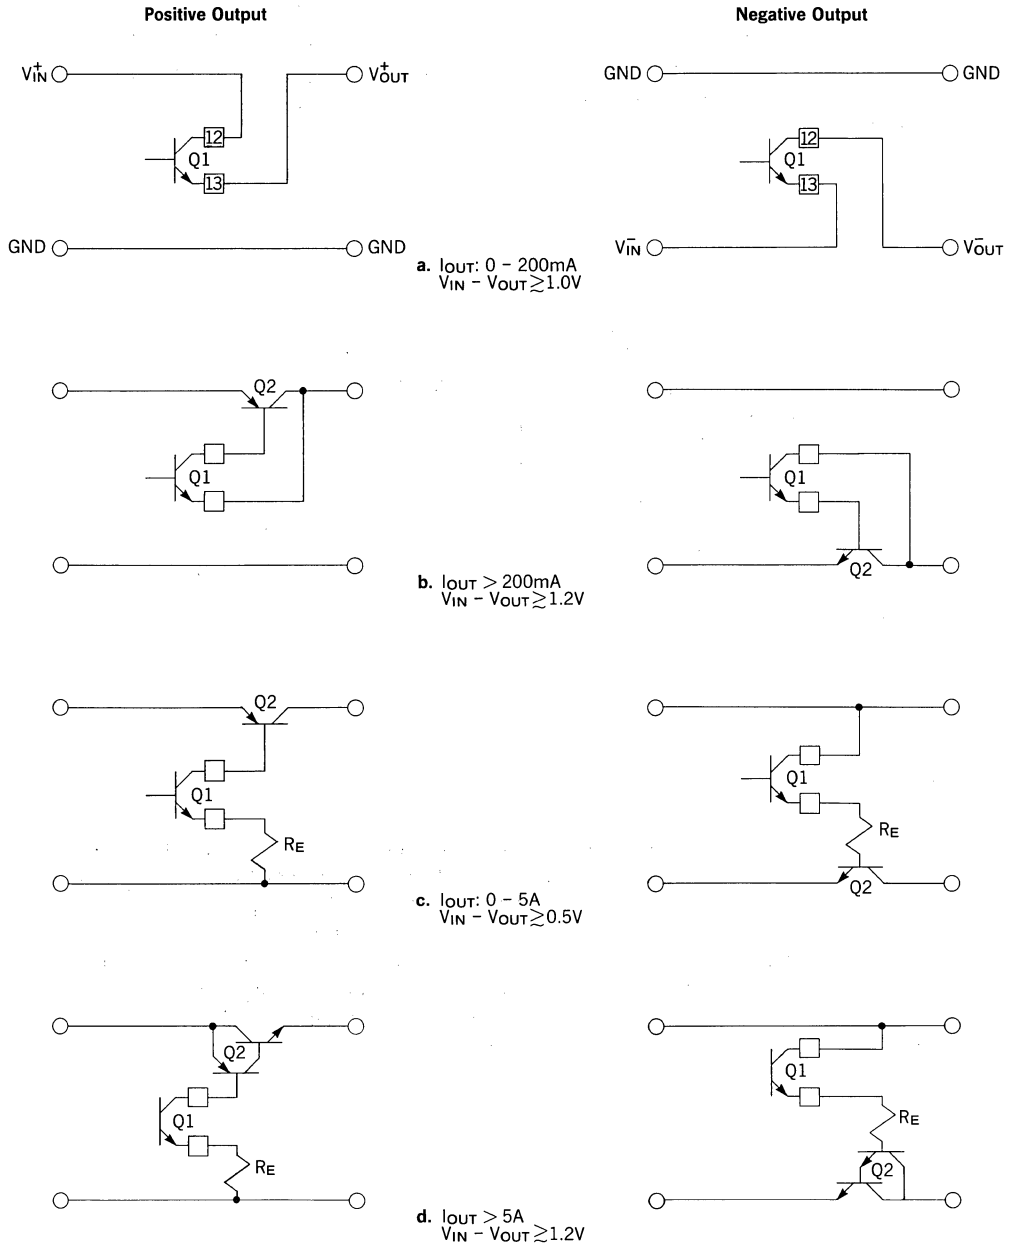 Positive Output
Negative Output
V+IN
V+OUT
12
Q1
13
GND
GND
GND
GND
12
Q1
13
V-IN
V-OUT
a. IOUT: 0 - 200mA
VIN - VOUT ≳ 1.0V
Q2
Q1
Q1
Q2
b. IOUT > 200mA
VIN - VOUT ≳ 1.2V
Q2
Q1
RE
Q1
RE
Q2
c. IOUT: 0 - 5A
VIN - VOUT ≳ 0.5V
Q2
Q1
RE
Q1
RE
Q2
d. IOUT > 5A
VIN - VOUT ≳ 1.2V